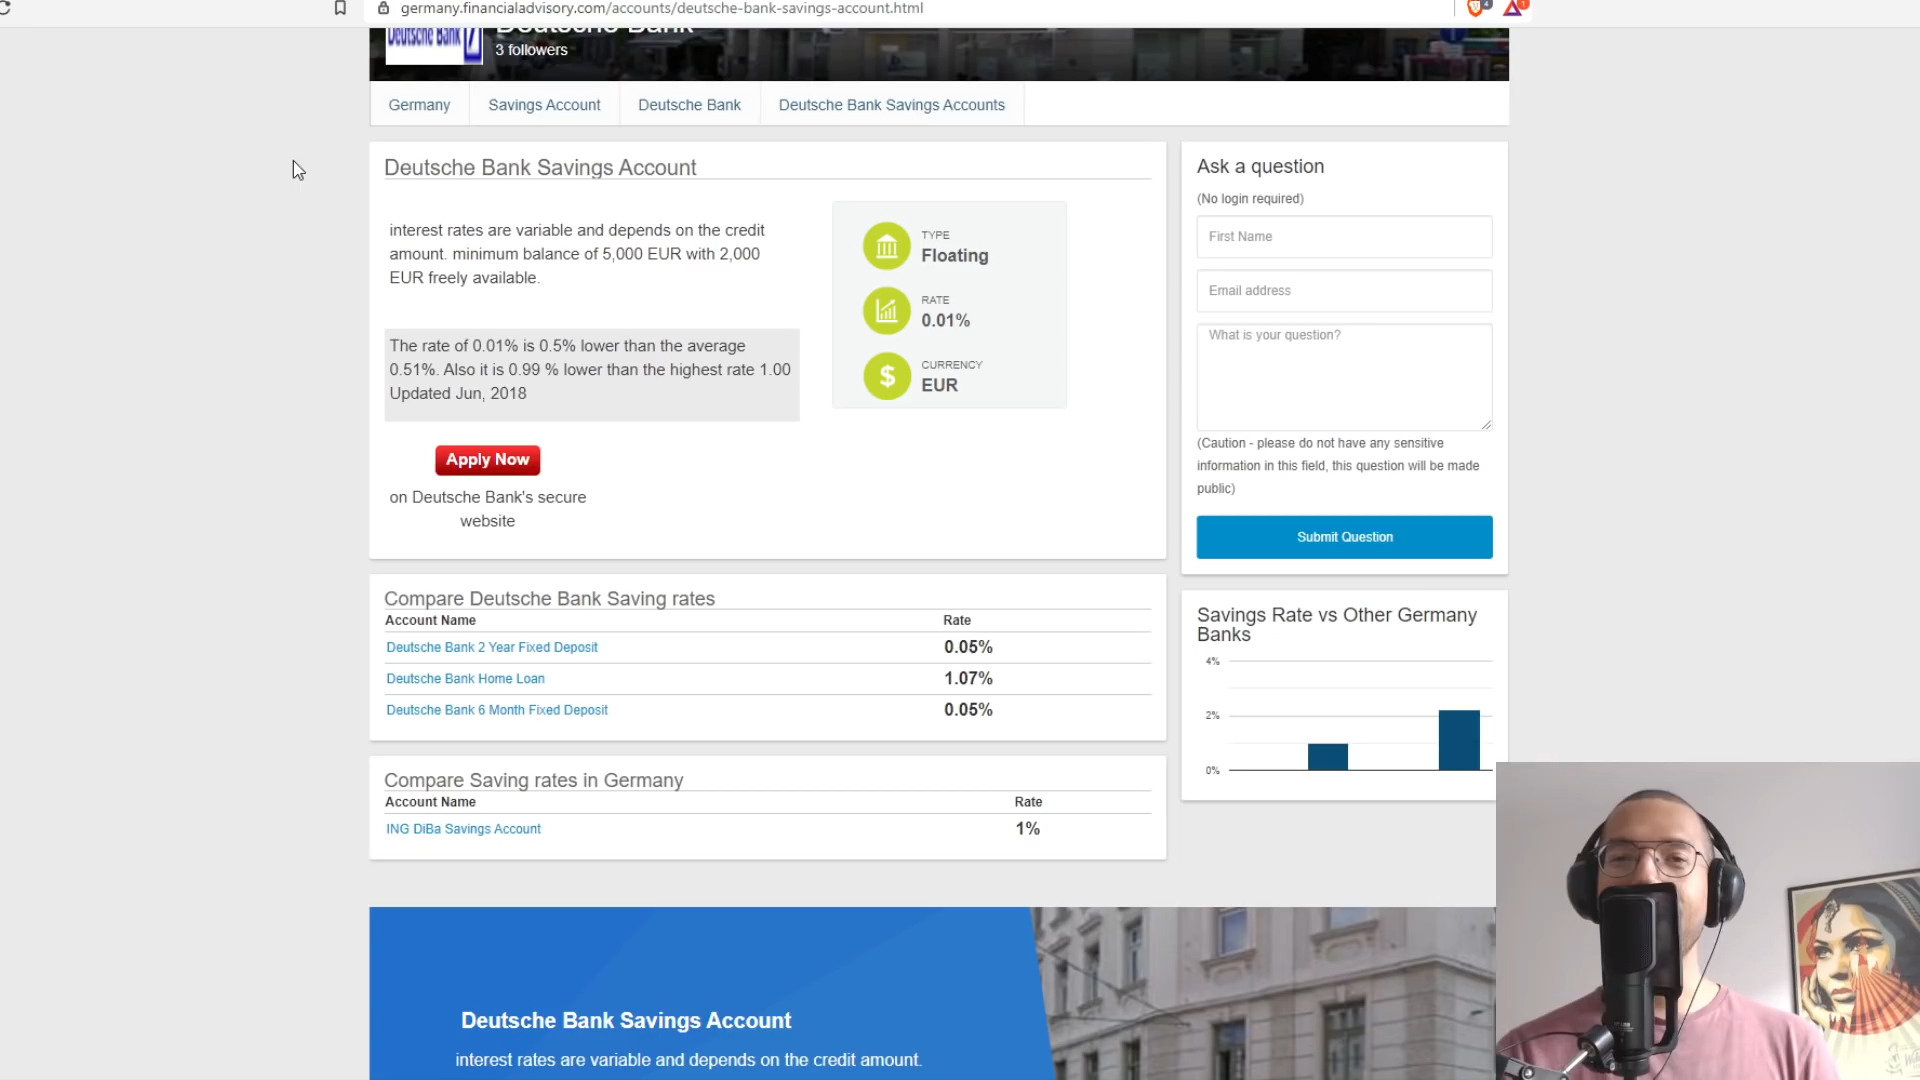 germany.financialadvisory.com/accounts/deutsche-bank-savings-account.html
4
1
Deutsche Bank
Deutsche Bank
3 followers
Germany
Savings Account
Deutsche Bank
Deutsche Bank Savings Accounts
Deutsche Bank Savings Account
interest rates are variable and depends on the credit
amount. minimum balance of 5,000 EUR with 2,000
EUR freely available.
TYPE
Floating
RATE
0.01%
CURRENCY
EUR
The rate of 0.01% is 0.5% lower than the average
0.51%. Also it is 0.99 % lower than the highest rate 1.00
Updated Jun, 2018
Apply Now
on Deutsche Bank's secure
website
Compare Deutsche Bank Saving rates
Account Name Rate
Deutsche Bank 2 Year Fixed Deposit 0.05%
Deutsche Bank Home Loan 1.07%
Deutsche Bank 6 Month Fixed Deposit 0.05%
Compare Saving rates in Germany
Account Name Rate
ING DiBa Savings Account 1%
Ask a question
(No login required)
First Name
Email address
What is your question?
(Caution - please do not have any sensitive
information in this field, this question will be made
public)
Submit Question
Savings Rate vs Other Germany
Banks
4%
2%
0%
Deutsche Bank Savings Account
interest rates are variable and depends on the credit amount.